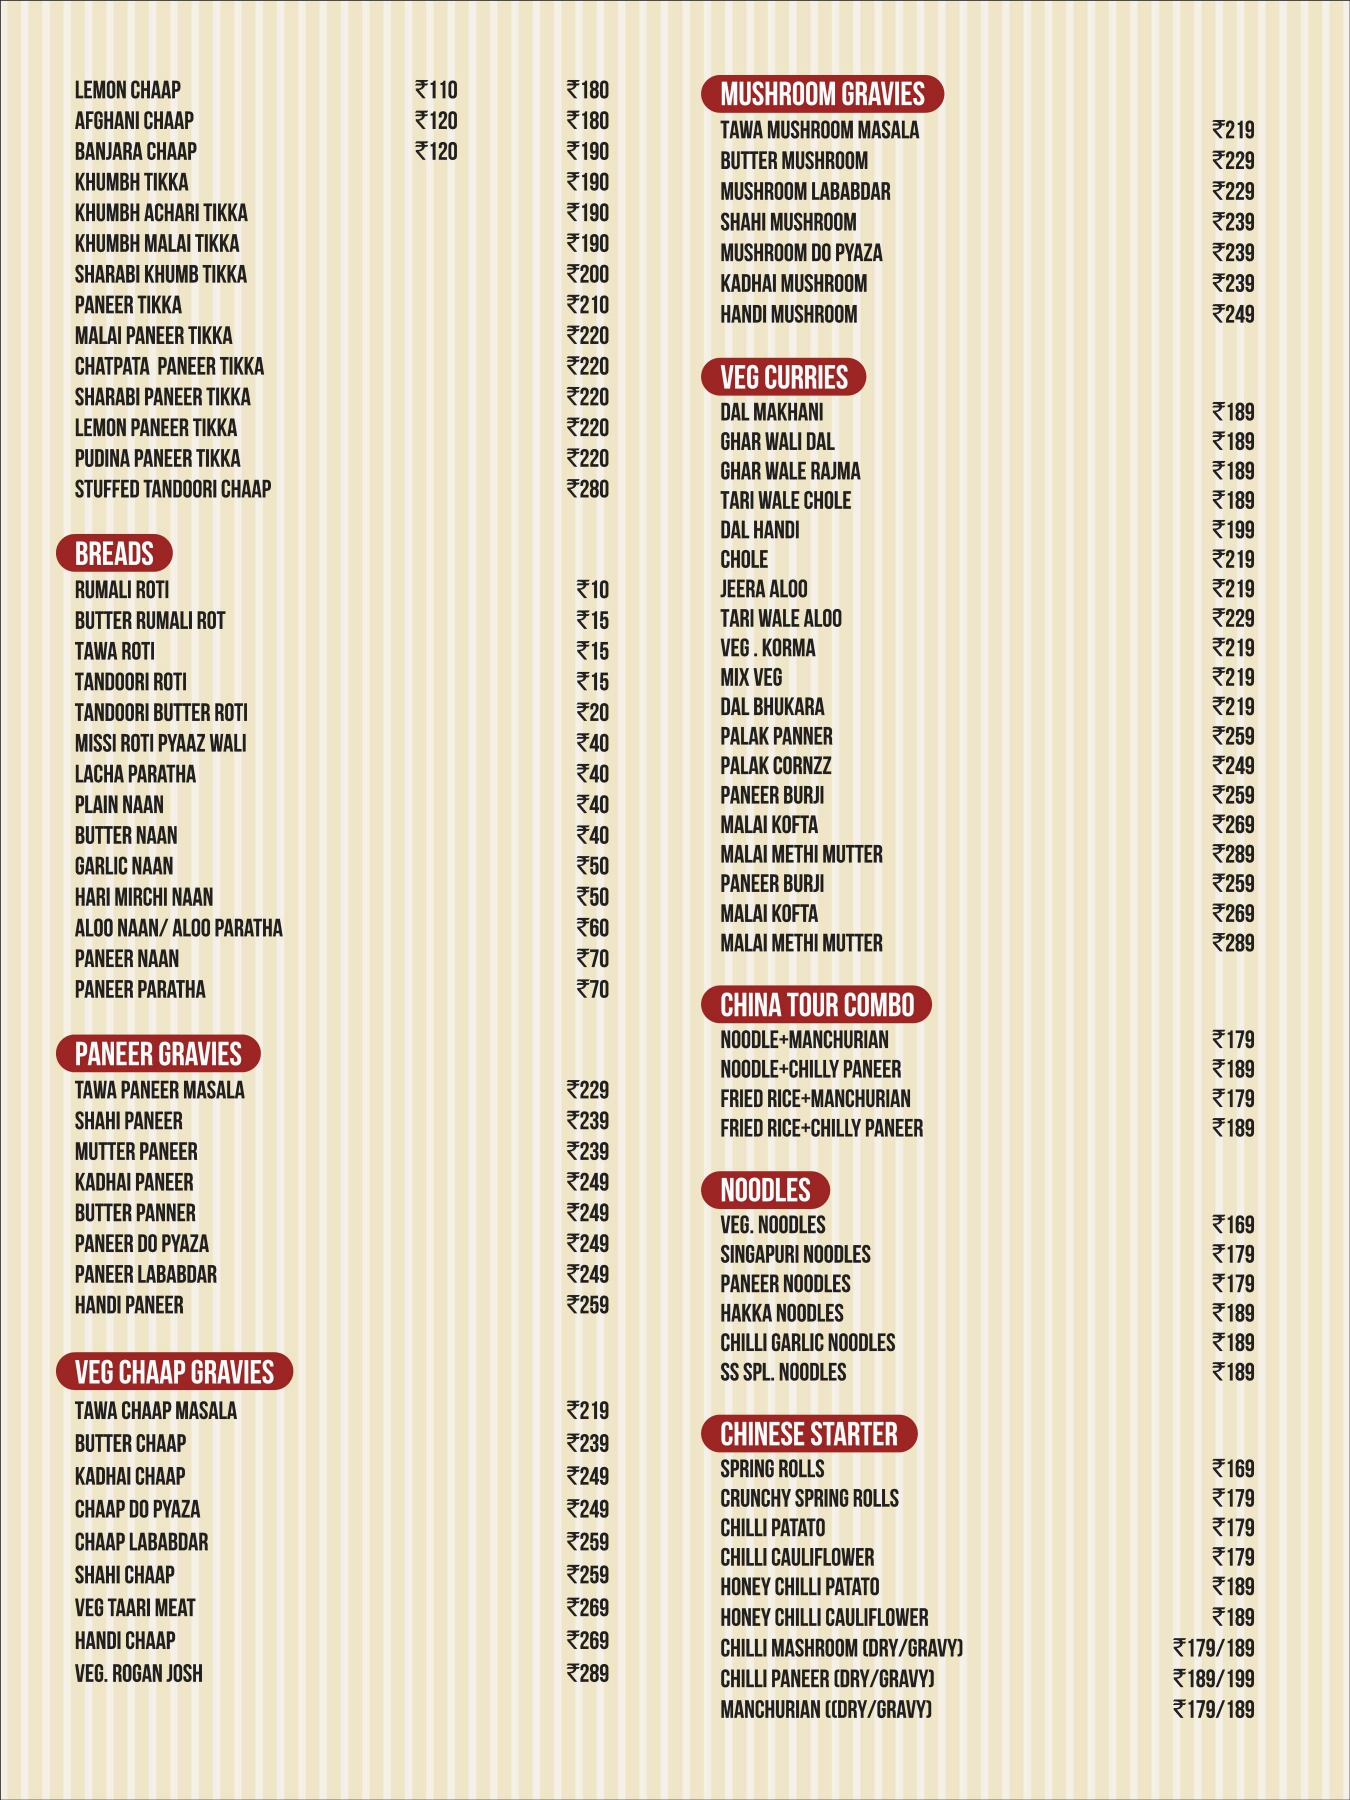 LEMON CHAAP ₹110 ₹180
AFGHANI CHAAP ₹120 ₹180
BANJARA CHAAP ₹120 ₹190
KHUMBH TIKKA ₹190
KHUMBH ACHARI TIKKA ₹190
KHUMBH MALAI TIKKA ₹190
SHARABI KHUMB TIKKA ₹200
PANEER TIKKA ₹210
MALAI PANEER TIKKA ₹220
CHATPATA PANEER TIKKA ₹220
SHARABI PANEER TIKKA ₹220
LEMON PANEER TIKKA ₹220
PUDINA PANEER TIKKA ₹220
STUFFED TANDOORI CHAAP ₹280
BREADS
RUMALI ROTI ₹10
BUTTER RUMALI ROT ₹15
TAWA ROTI ₹15
TANDOORI ROTI ₹15
TANDOORI BUTTER ROTI ₹20
MISSI ROTI PYAAZ WALI ₹40
LACHA PARATHA ₹40
PLAIN NAAN ₹40
BUTTER NAAN ₹40
GARLIC NAAN ₹50
HARI MIRCHI NAAN ₹50
ALOO NAAN/ ALOO PARATHA ₹60
PANEER NAAN ₹70
PANEER PARATHA ₹70
PANEER GRAVIES
TAWA PANEER MASALA ₹229
SHAHI PANEER ₹239
MUTTER PANEER ₹239
KADHAI PANEER ₹249
BUTTER PANNER ₹249
PANEER DO PYAZA ₹249
PANEER LABABDAR ₹249
HANDI PANEER ₹259
VEG CHAAP GRAVIES
TAWA CHAAP MASALA ₹219
BUTTER CHAAP ₹239
KADHAI CHAAP ₹249
CHAAP DO PYAZA ₹249
CHAAP LABABDAR ₹259
SHAHI CHAAP ₹259
VEG TAARI MEAT ₹269
HANDI CHAAP ₹269
VEG. ROGAN JOSH ₹289
MUSHROOM GRAVIES
TAWA MUSHROOM MASALA ₹219
BUTTER MUSHROOM ₹229
MUSHROOM LABABDAR ₹229
SHAHI MUSHROOM ₹239
MUSHROOM DO PYAZA ₹239
KADHAI MUSHROOM ₹239
HANDI MUSHROOM ₹249
VEG CURRIES
DAL MAKHANI ₹189
GHAR WALI DAL ₹189
GHAR WALE RAJMA ₹189
TARI WALE CHOLE ₹189
DAL HANDI ₹199
CHOLE ₹219
JEERA ALOO ₹219
TARI WALE ALOO ₹229
VEG . KORMA ₹219
MIX VEG ₹219
DAL BHUKARA ₹219
PALAK PANNER ₹259
PALAK CORNZZ ₹249
PANEER BURJI ₹259
MALAI KOFTA ₹269
MALAI METHI MUTTER ₹289
PANEER BURJI ₹259
MALAI KOFTA ₹269
MALAI METHI MUTTER ₹289
CHINA TOUR COMBO
NOODLE+MANCHURIAN ₹179
NOODLE+CHILLY PANEER ₹189
FRIED RICE+MANCHURIAN ₹179
FRIED RICE+CHILLY PANEER ₹189
NOODLES
VEG. NOODLES ₹169
SINGAPURI NOODLES ₹179
PANEER NOODLES ₹179
HAKKA NOODLES ₹189
CHILLI GARLIC NOODLES ₹189
SS SPL. NOODLES ₹189
CHINESE STARTER
SPRING ROLLS ₹169
CRUNCHY SPRING ROLLS ₹179
CHILLI PATATO ₹179
CHILLI CAULIFLOWER ₹179
HONEY CHILLI PATATO ₹189
HONEY CHILLI CAULIFLOWER ₹189
CHILLI MASHROOM (DRY/GRAVY) ₹179/189
CHILLI PANEER (DRY/GRAVY) ₹189/199
MANCHURIAN ((DRY/GRAVY) ₹179/189